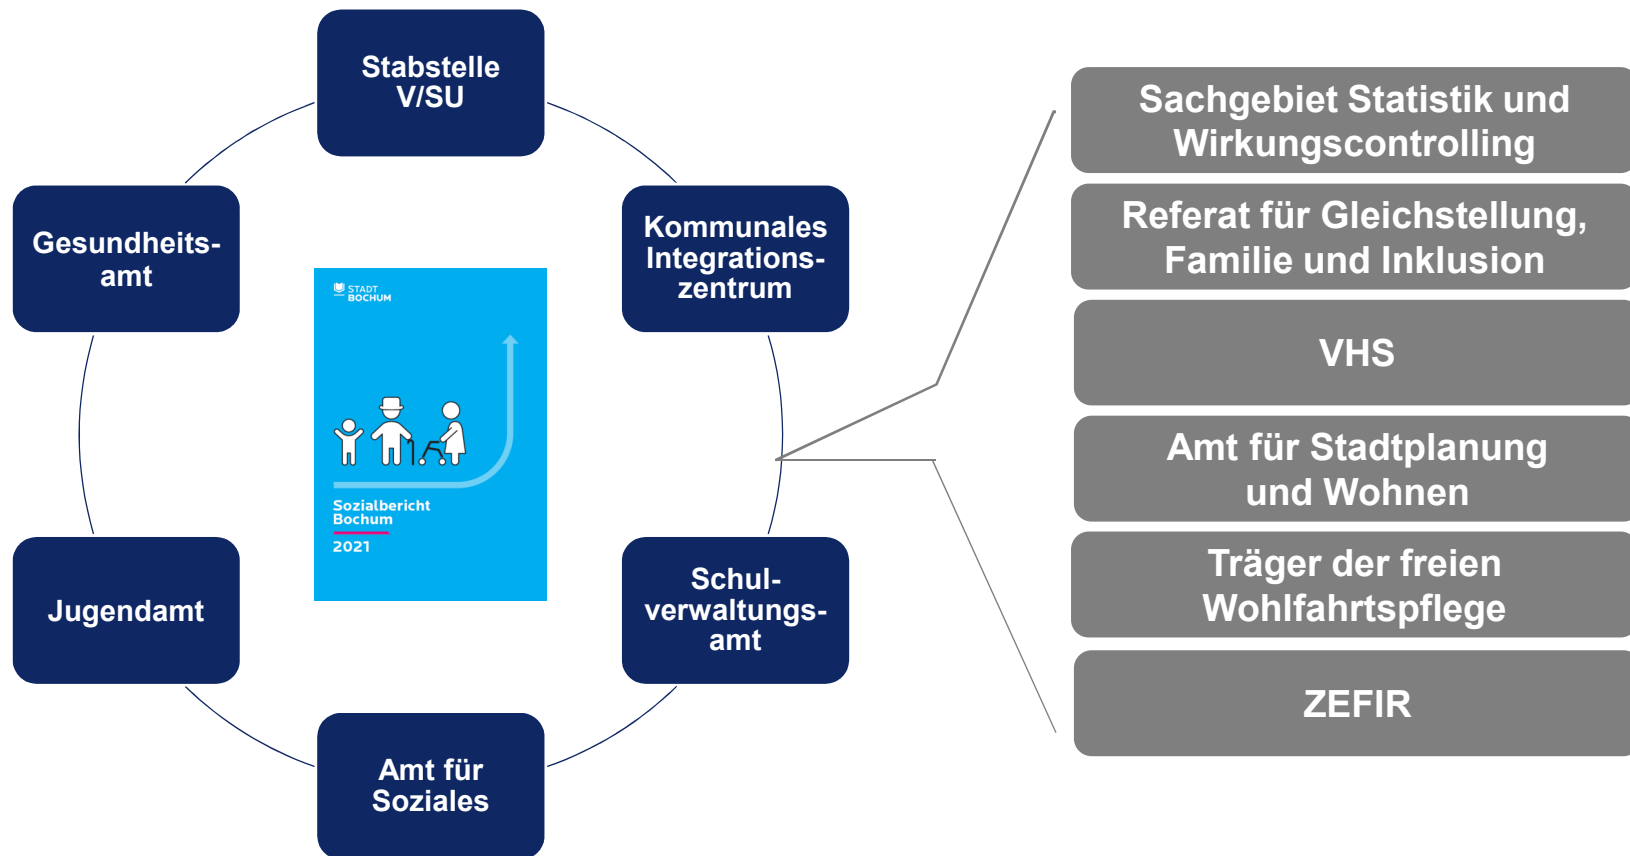 Stabstelle
V/SU
Kommunales
Integrations-
zentrum
Schul-
verwaltungs-
amt
Amt für
Soziales
Jugendamt
Gesundheits-
amt
STADT
BOCHUM
Sozialbericht
Bochum
2021
Sachgebiet Statistik und
Wirkungscontrolling
Referat für Gleichstellung,
Familie und Inklusion
VHS
Amt für Stadtplanung
und Wohnen
Träger der freien
Wohlfahrtspflege
ZEFIR